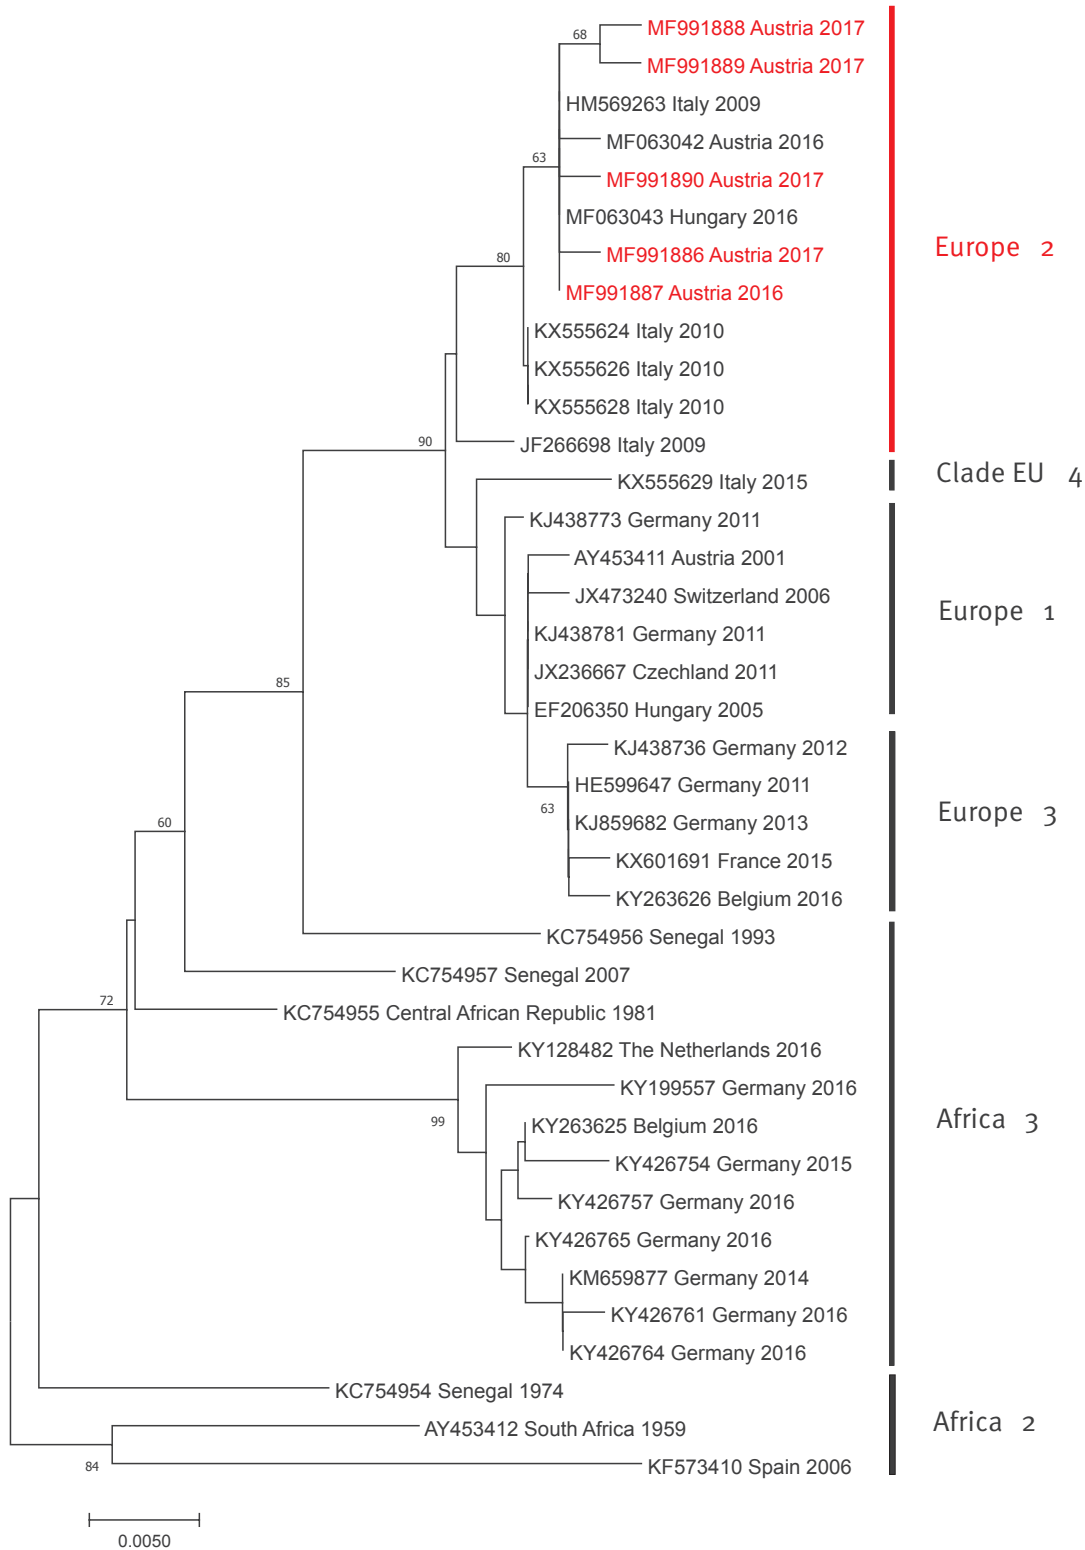 68
MF991888 Austria 2017
MF991889 Austria 2017
HM569263 Italy 2009
MF063042 Austria 2016
63
MF991890 Austria 2017
MF063043 Hungary 2016
Europe 2
MF991886 Austria 2017
80
MF991887 Austria 2016
KX555624 Italy 2010
KX555626 Italy 2010
KX555628 Italy 2010
90
JF266698 Italy 2009
Clade EU 4
KX555629 Italy 2015
KJ438773 Germany 2011
AY453411 Austria 2001
JX473240 Switzerland 2006
Europe 1
KJ438781 Germany 2011
JX236667 Czechland 2011
85
EF206350 Hungary 2005
KJ438736 Germany 2012
HE599647 Germany 2011
63
Europe 3
KJ859682 Germany 2013
60
KX601691 France 2015
KY263626 Belgium 2016
KC754956 Senegal 1993
KC754957 Senegal 2007
72
KC754955 Central African Republic 1981
KY128482 The Netherlands 2016
KY199557 Germany 2016
99
KY263625 Belgium 2016
Africa 3
KY426754 Germany 2015
KY426757 Germany 2016
KY426765 Germany 2016
KM659877 Germany 2014
KY426761 Germany 2016
KY426764 Germany 2016
KC754954 Senegal 1974
AY453412 South Africa 1959
Africa 2
84
KF573410 Spain 2006
0.0050